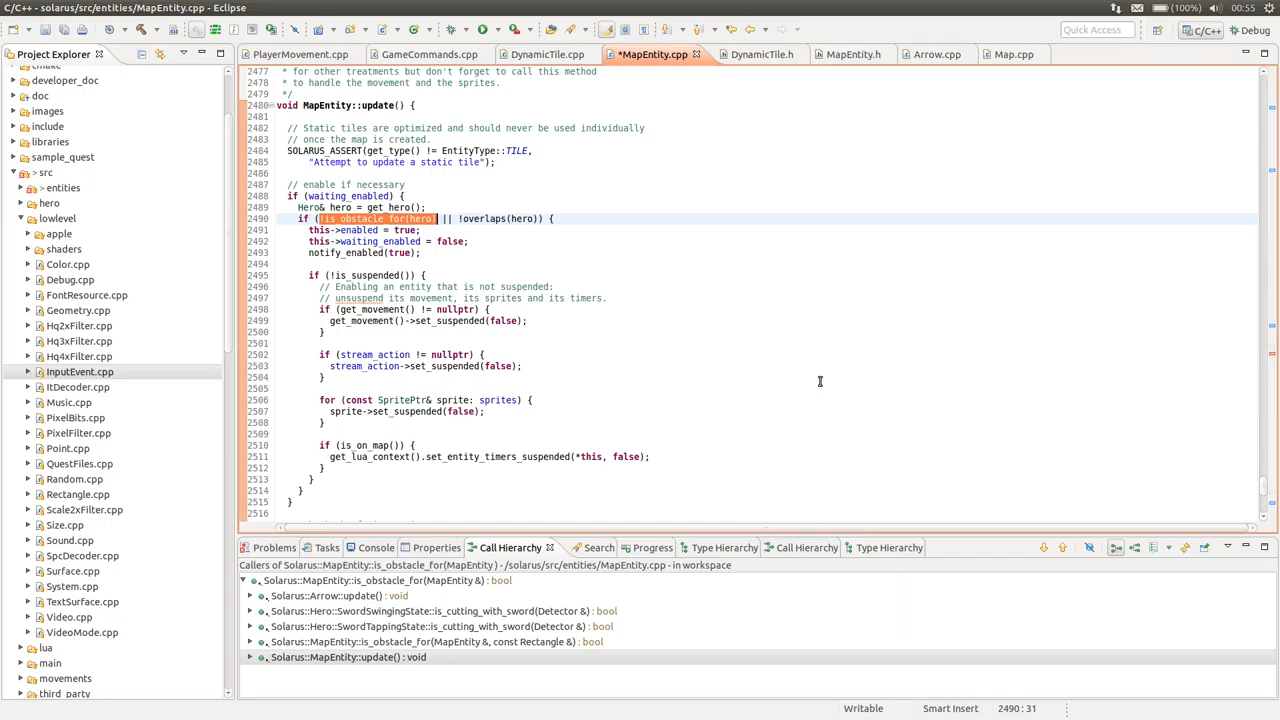 C/C++ - solarus/src/entities/MapEntity.cpp - Eclipse
(100%) 00:55
Quick Access C/C++ Debug
Project Explorer
PlayerMovement.cpp GameCommands.cpp DynamicTile.cpp *MapEntity.cpp DynamicTile.h MapEntity.h Arrow.cpp Map.cpp
cmake
developer_doc
doc
images
include
libraries
sample_quest
src
entities
hero
lowlevel
apple
shaders
Color.cpp
Debug.cpp
FontResource.cpp
Geometry.cpp
Hq2xFilter.cpp
Hq3xFilter.cpp
Hq4xFilter.cpp
InputEvent.cpp
ItDecoder.cpp
Music.cpp
PixelBits.cpp
PixelFilter.cpp
Point.cpp
QuestFiles.cpp
Random.cpp
Rectangle.cpp
Scale2xFilter.cpp
Size.cpp
Sound.cpp
SpcDecoder.cpp
Surface.cpp
System.cpp
TextSurface.cpp
Video.cpp
VideoMode.cpp
lua
main
movements
third_party
2477 * for other treatments but don't forget to call this method
2478 * to handle the movement and the sprites.
2479 */
2480 void MapEntity::update() {
2481
2482 // Static tiles are optimized and should never be used individually
2483 // once the map is created.
2484 SOLARUS_ASSERT(get_type() != EntityType::TILE,
2485 "Attempt to update a static tile");
2486
2487 // enable if necessary
2488 if (waiting_enabled) {
2489 Hero& hero = get_hero();
2490 if (!is_obstacle_for(hero) || !overlaps(hero)) {
2491 this->enabled = true;
2492 this->waiting_enabled = false;
2493 notify_enabled(true);
2494
2495 if (!is_suspended()) {
2496 // Enabling an entity that is not suspended:
2497 // unsuspend its movement, its sprites and its timers.
2498 if (get_movement() != nullptr) {
2499 get_movement()->set_suspended(false);
2500 }
2501
2502 if (stream_action != nullptr) {
2503 stream_action->set_suspended(false);
2504 }
2505
2506 for (const SpritePtr& sprite: sprites) {
2507 sprite->set_suspended(false);
2508 }
2509
2510 if (is_on_map()) {
2511 get_lua_context().set_entity_timers_suspended(*this, false);
2512 }
2513 }
2514 }
2515 }
2516
Problems Tasks Console Properties Call Hierarchy Search Progress Type Hierarchy Call Hierarchy Type Hierarchy
Callers of Solarus::MapEntity::is_obstacle_for(MapEntity ) - /solarus/src/entities/MapEntity.cpp - in workspace
Solarus::MapEntity::is_obstacle_for(MapEntity &) : bool
Solarus::Arrow::update() : void
Solarus::Hero::SwordSwingingState::is_cutting_with_sword(Detector &) : bool
Solarus::Hero::SwordTappingState::is_cutting_with_sword(Detector &) : bool
Solarus::MapEntity::is_obstacle_for(MapEntity &, const Rectangle &) : bool
Solarus::MapEntity::update() : void
Writable Smart Insert 2490 : 31